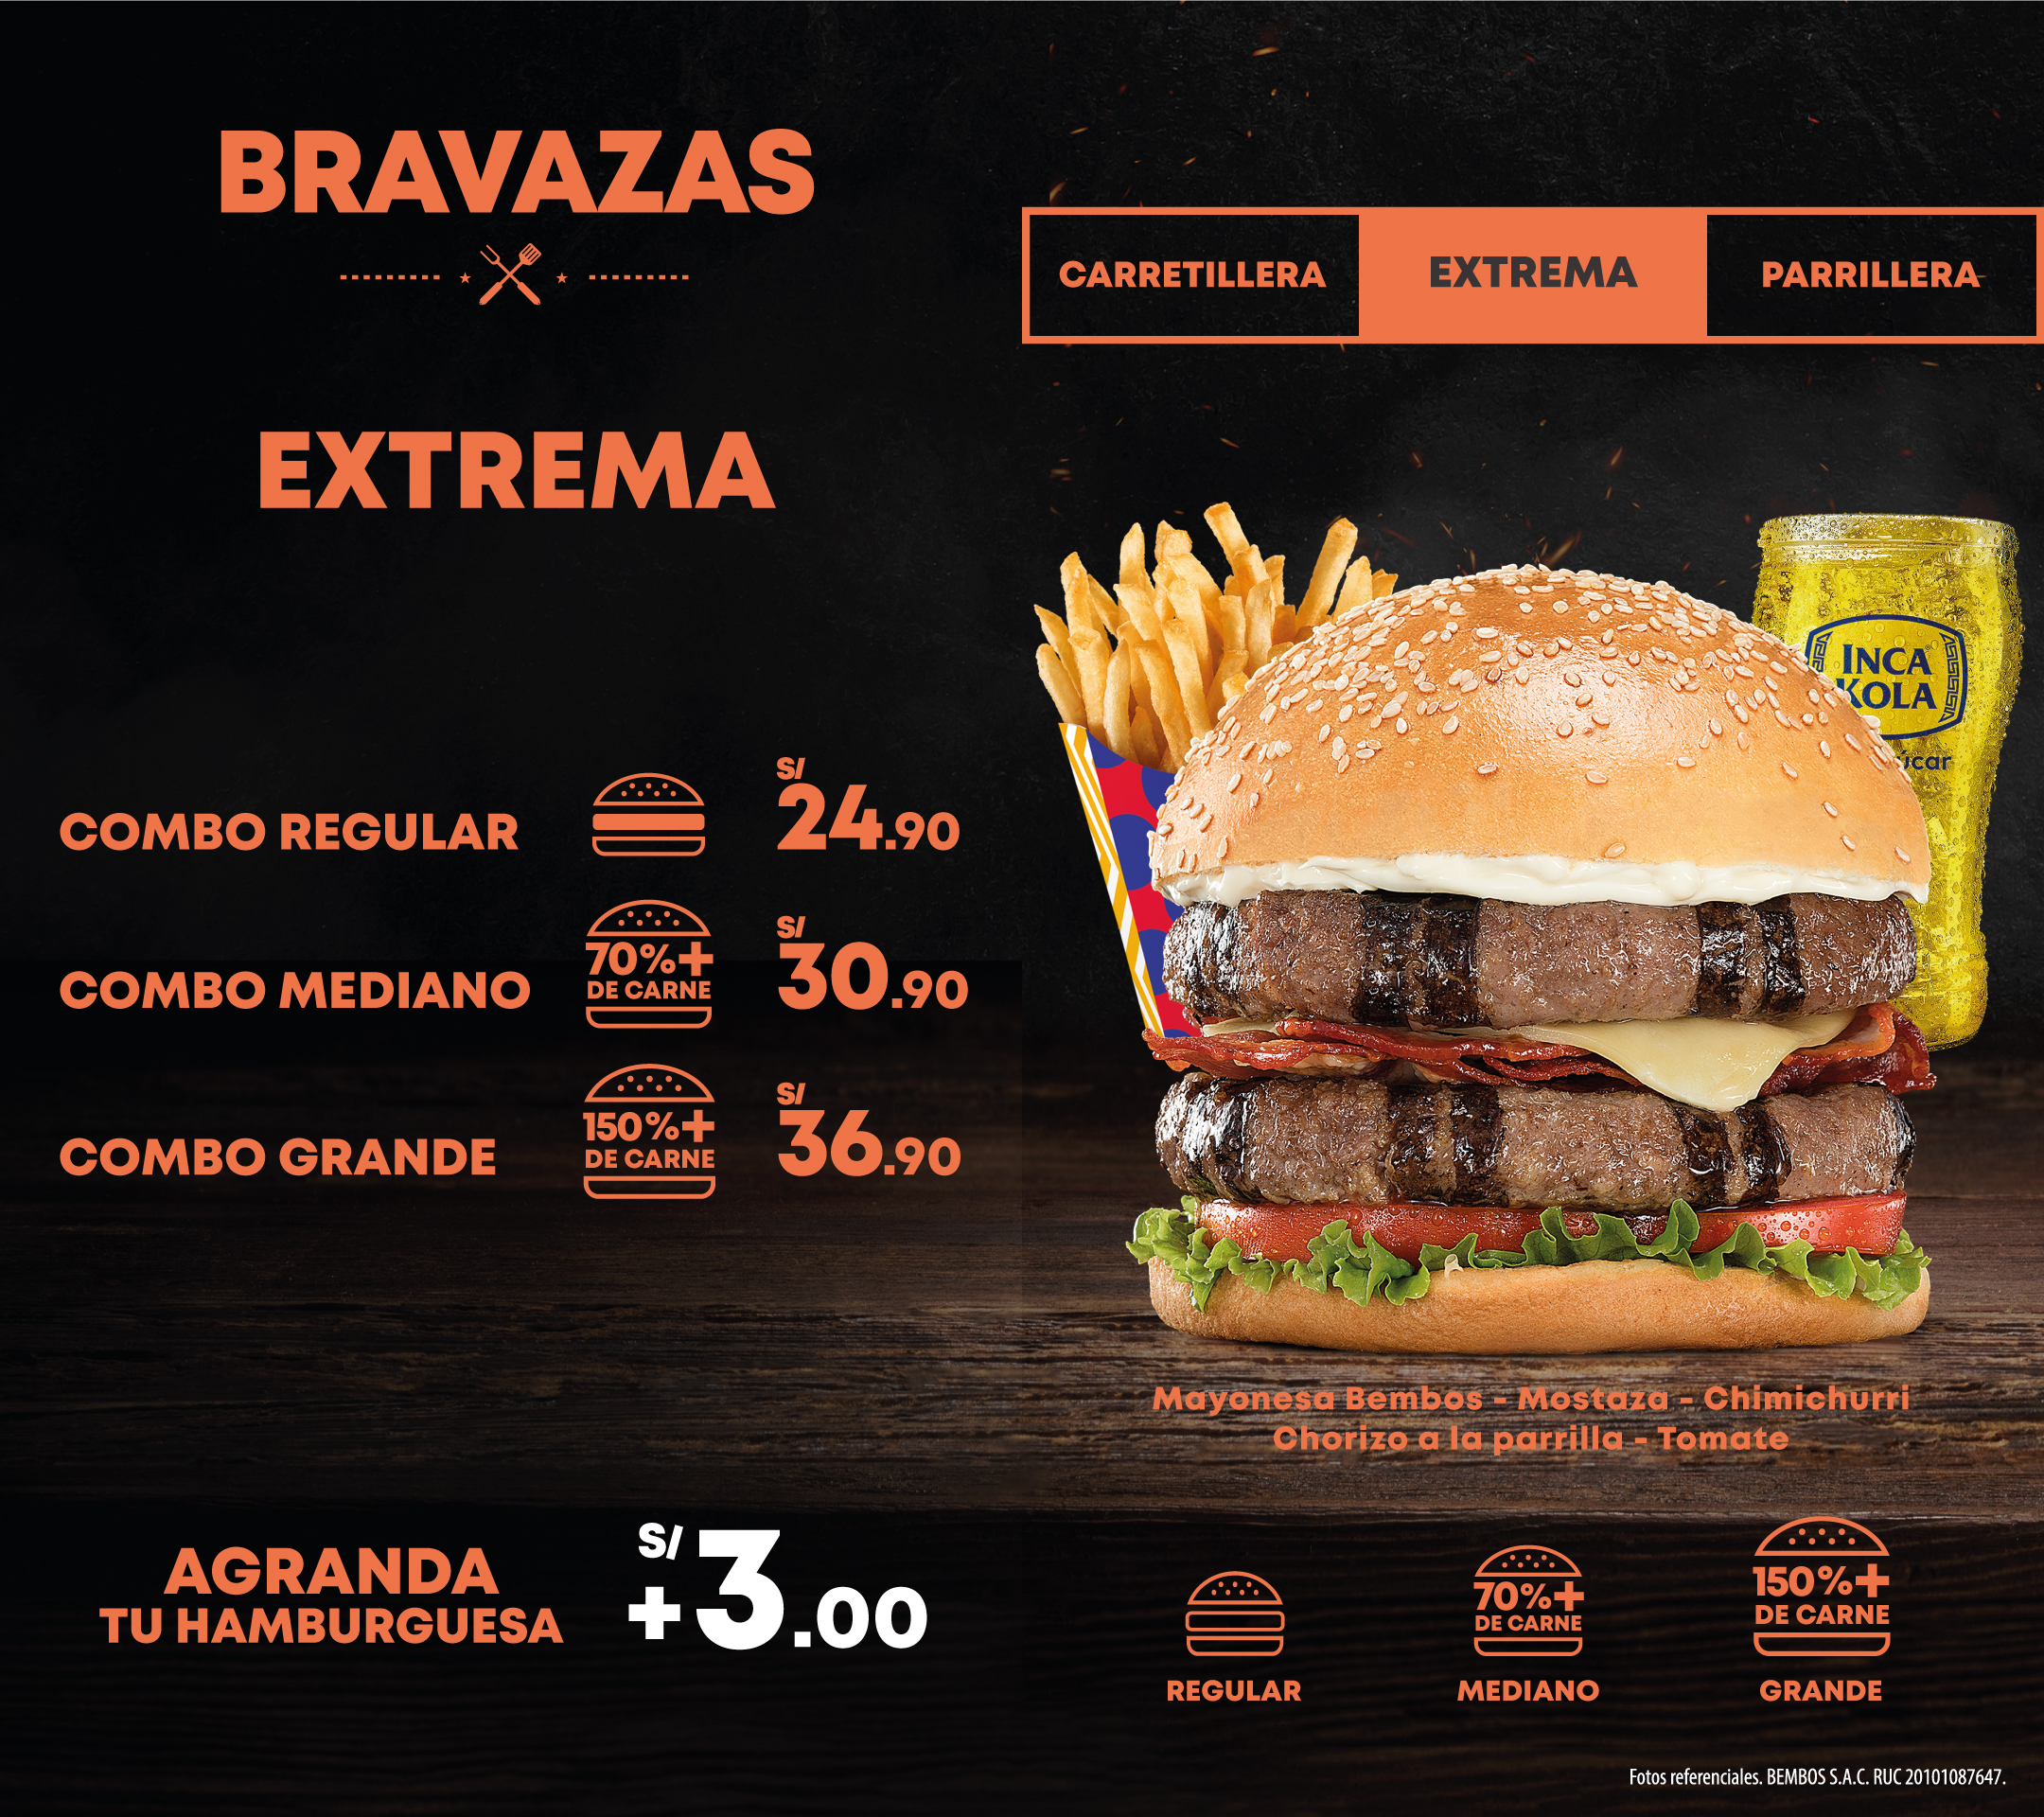 BRAVAZAS
CARRETILLERA
EXTREMA
PARRILLERA
EXTREMA
COMBO REGULAR S/ 24.90
COMBO MEDIANO 70%+ DE CARNE S/ 30.90
COMBO GRANDE 150%+ DE CARNE S/ 36.90
INCA
KOLA
Mayonesa Bembos - Mostaza - Chimichurri
Chorizo a la parrilla - Tomate
AGRANDA
TU HAMBURGUESA
S/ +3.00
REGULAR
70%+
DE CARNE
MEDIANO
150%+
DE CARNE
GRANDE
Fotos referenciales. BEMBOS S.A.C. RUC 20101087647.